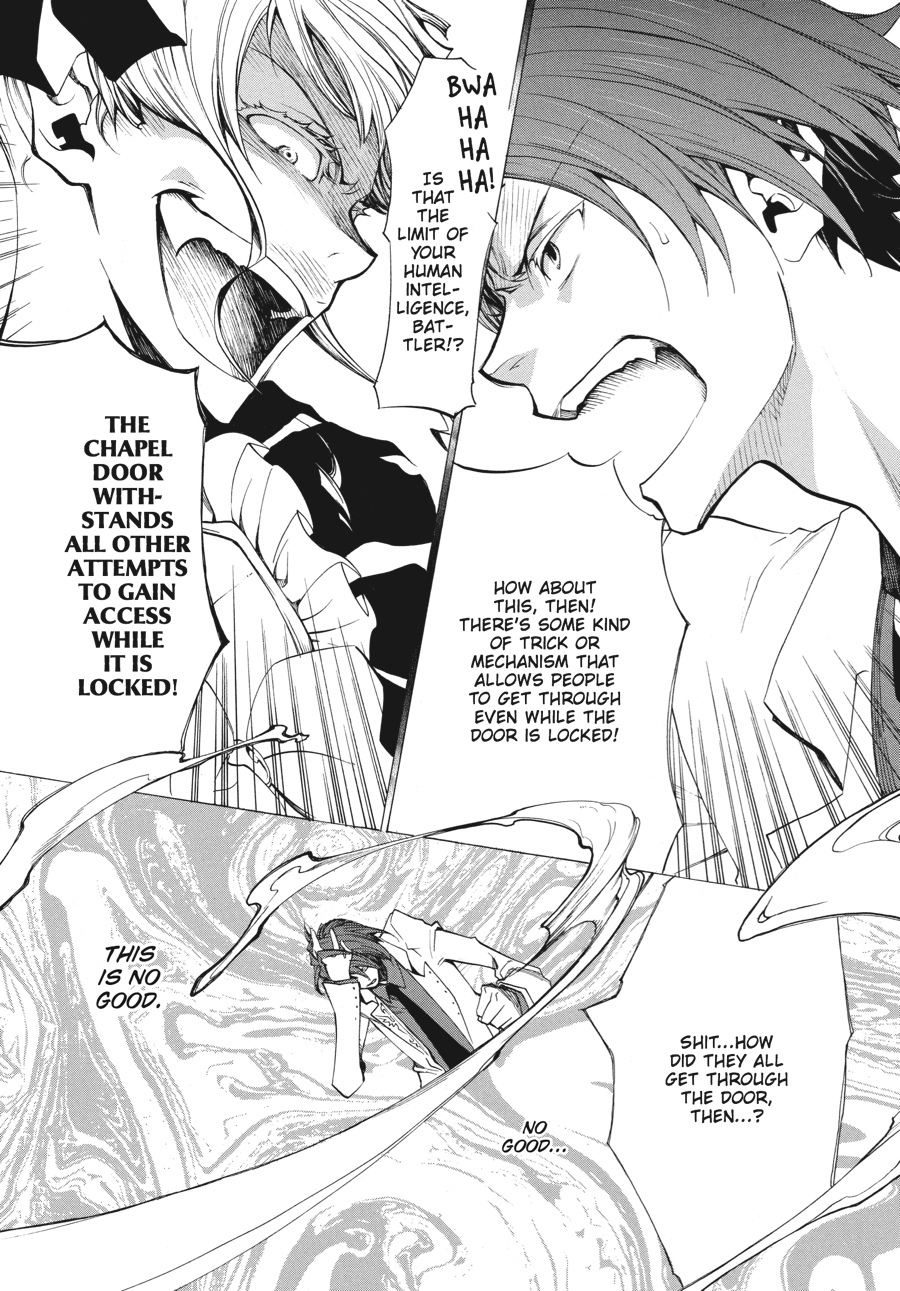 HOW ABOUT
THIS, THEN!
THERE'S SOME KIND
OF TRICK OR
MECHANISM THAT
ALLOWS PEOPLE
TO GET THROUGH
EVEN WHILE THE
DOOR IS LOCKED!
BWA
HA
HA
HA!
IS
THAT
THE
LIMIT OF
YOUR
HUMAN
INTEL-
LIGENCE,
BAT-
TLER!?
THE
CHAPEL
DOOR
WITH-
STANDS
ALL OTHER
ATTEMPTS
TO GAIN
ACCESS
WHILE
IT IS
LOCKED!
SHIT...HOW
DID THEY ALL
GET THROUGH
THE DOOR,
THEN...?
NO
GOOD...
THIS
IS NO
GOOD.